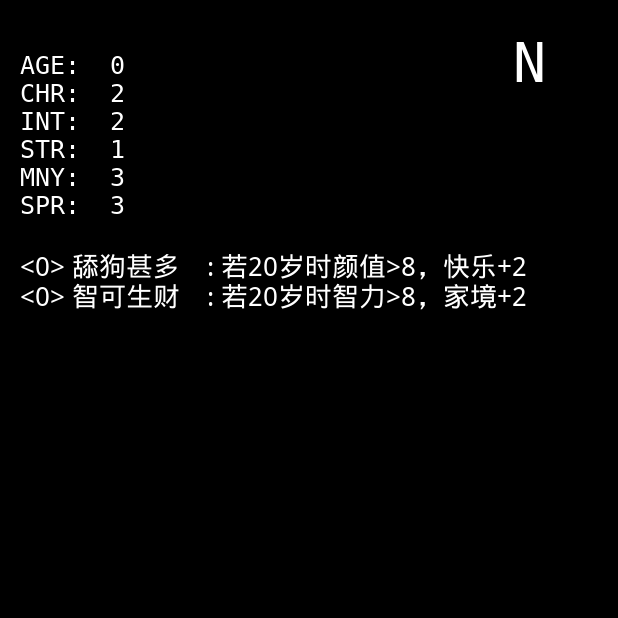 N
AGE: 0
CHR: 2
INT: 2
STR: 1
MNY: 3
SPR: 3
<0> 舔狗甚多 : 若20岁时颜值>8，快乐+2
<0> 智可生财 : 若20岁时智力>8，家境+2